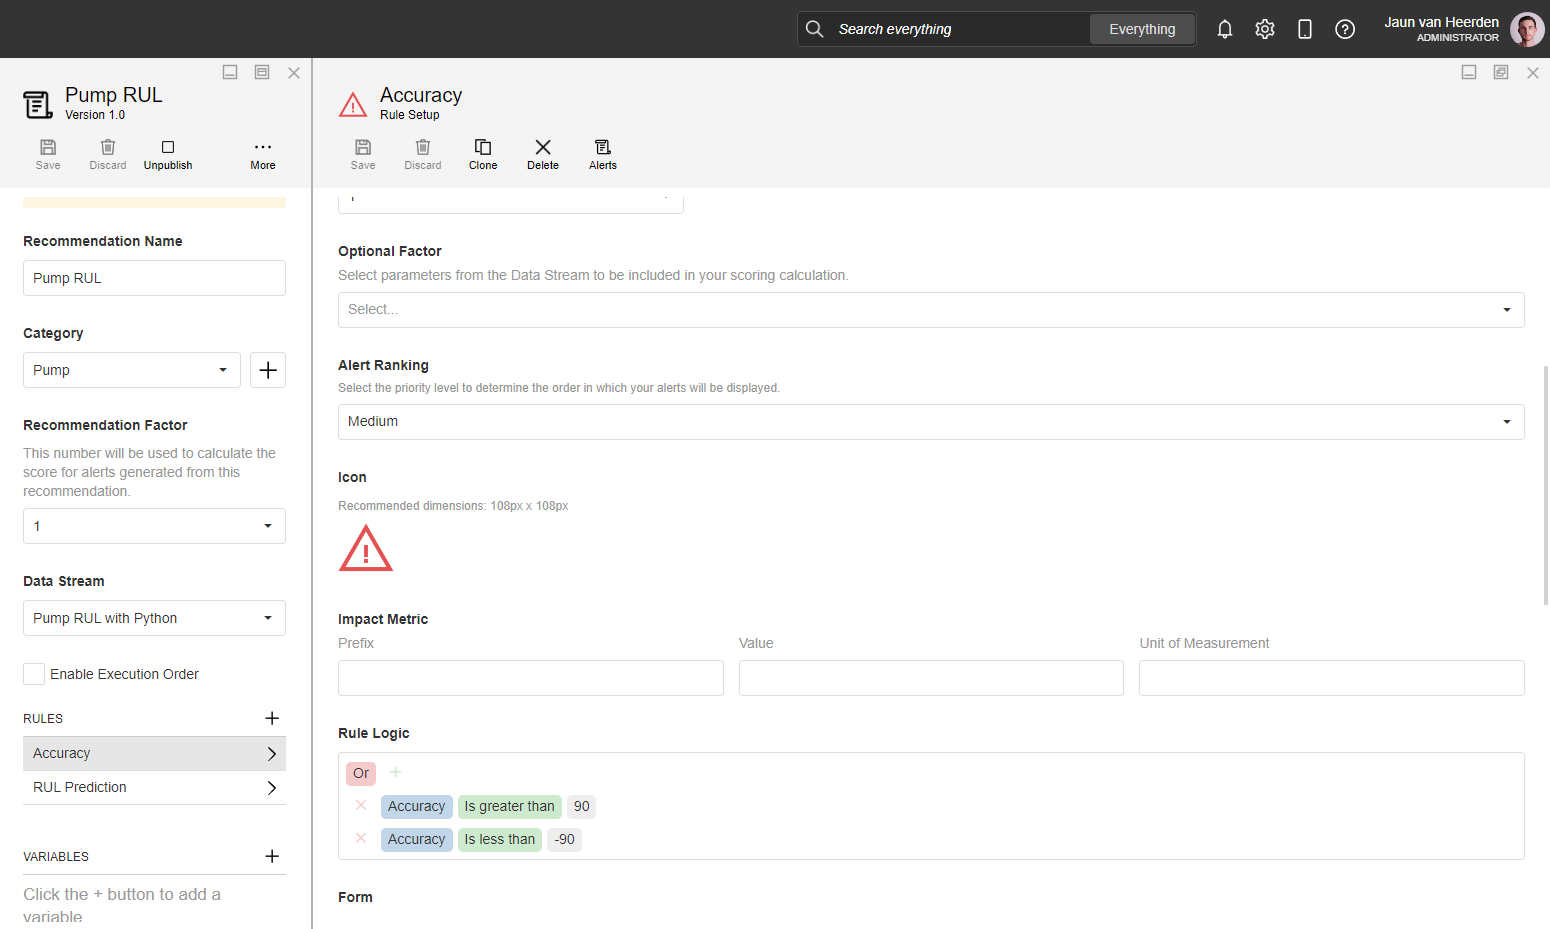 Search everything
Everything
Jaun van Heerden
ADMINISTRATOR
Pump RUL
Version 1.0
Save
Discard
Unpublish
More
Recommendation Name
Pump RUL
Category
Pump
Recommendation Factor
This number will be used to calculate the
score for alerts generated from this
recommendation.
1
Data Stream
Pump RUL with Python
Enable Execution Order
RULES
Accuracy
RUL Prediction
VARIABLES
Click the + button to add a
variable
Accuracy
Rule Setup
Save
Discard
Clone
Delete
Alerts
Optional Factor
Select parameters from the Data Stream to be included in your scoring calculation.
Select...
Alert Ranking
Select the priority level to determine the order in which your alerts will be displayed.
Medium
Icon
Recommended dimensions: 108px x 108px
Impact Metric
Prefix
Value
Unit of Measurement
Rule Logic
Or
Accuracy Is greater than 90
Accuracy Is less than -90
Form